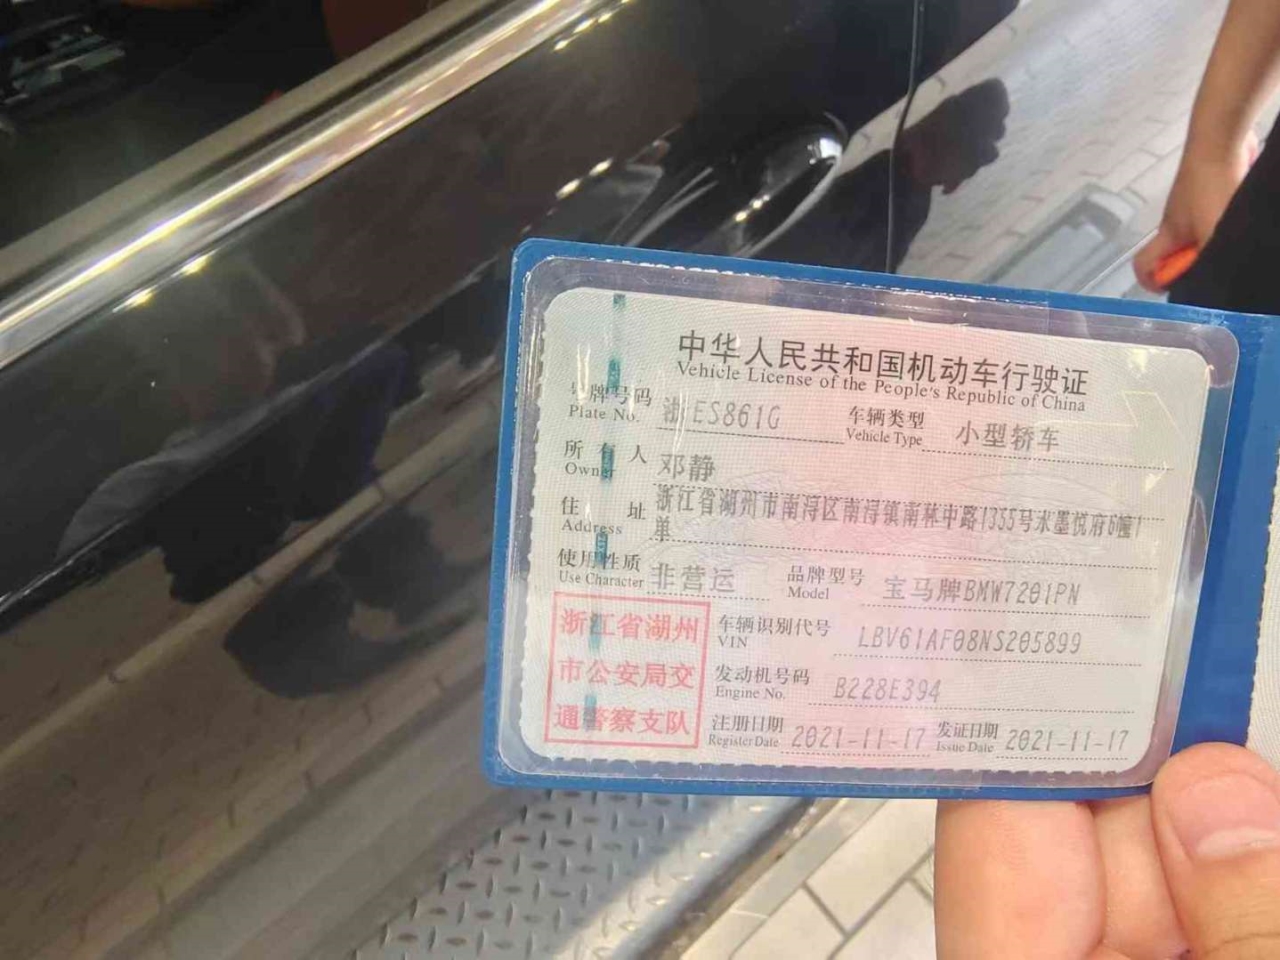 中华人民共和国机动车行驶证
Vehicle License of the People's Republic of China
号牌号码 浙ES861G 车辆类型 小型轿车
Plate No. Vehicle Type
所有人 邓静
Owner
住址 浙江省湖州市南浔区南浔镇南林中路1355号水墨悦府6幢1
Address 单
使用性质 非营运 品牌型号 宝马牌BMW7201PN
Use Character Model
浙江省湖州
市公安局交
通警察支队
车辆识别代号 LBV61AF08NS205899
VIN
发动机号码 B228E394
Engine No.
注册日期 2021-11-17 发证日期 2021-11-17
Register Date Issue Date